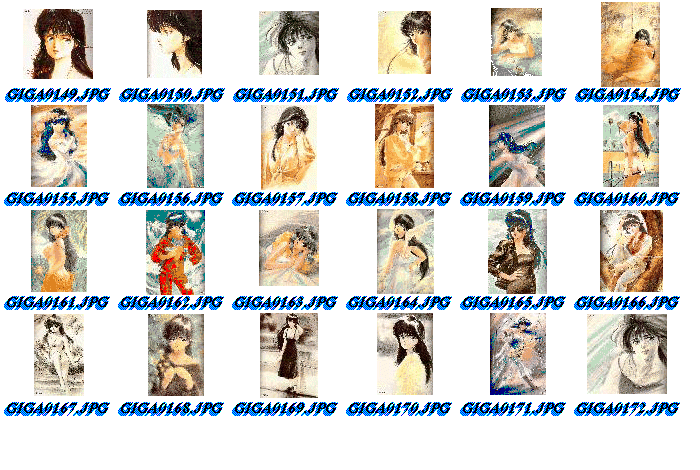 GIGA0149.JPG GIGA0150.JPG GIGA0151.JPG GIGA0152.JPG GIGA0153.JPG GIGA0154.JPG
GIGA0155.JPG GIGA0156.JPG GIGA0157.JPG GIGA0158.JPG GIGA0159.JPG GIGA0160.JPG
GIGA0161.JPG GIGA0162.JPG GIGA0163.JPG GIGA0164.JPG GIGA0165.JPG GIGA0166.JPG
GIGA0167.JPG GIGA0168.JPG GIGA0169.JPG GIGA0170.JPG GIGA0171.JPG GIGA0172.JPG